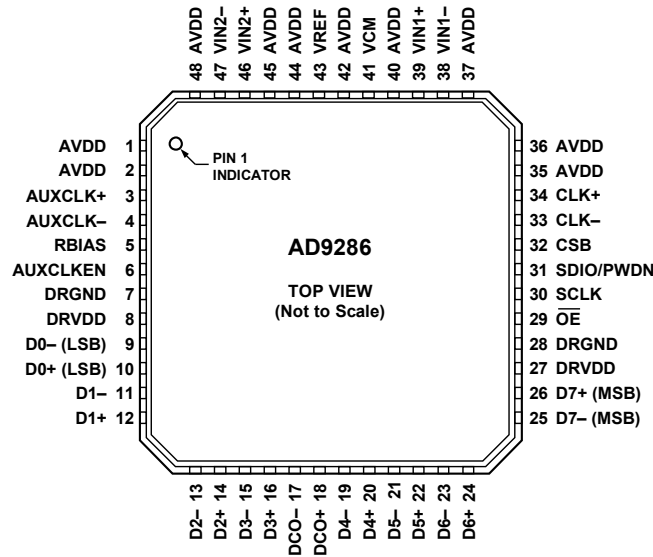 48 AVDD
47 VIN2–
46 VIN2+
45 AVDD
44 AVDD
43 VREF
42 AVDD
41 VCM
40 AVDD
39 VIN1+
38 VIN1–
37 AVDD
AVDD 1
AVDD 2
AUXCLK+ 3
AUXCLK– 4
RBIAS 5
AUXCLKEN 6
DRGND 7
DRVDD 8
D0– (LSB) 9
D0+ (LSB) 10
D1– 11
D1+ 12
PIN 1
INDICATOR
AD9286
TOP VIEW
(Not to Scale)
36 AVDD
35 AVDD
34 CLK+
33 CLK–
32 CSB
31 SDIO/PWDN
30 SCLK
29 O̅E̅
28 DRGND
27 DRVDD
26 D7+ (MSB)
25 D7– (MSB)
D2– 13
D2+ 14
D3– 15
D3+ 16
DCO– 17
DCO+ 18
D4– 19
D4+ 20
D5– 21
D5+ 22
D6– 23
D6+ 24